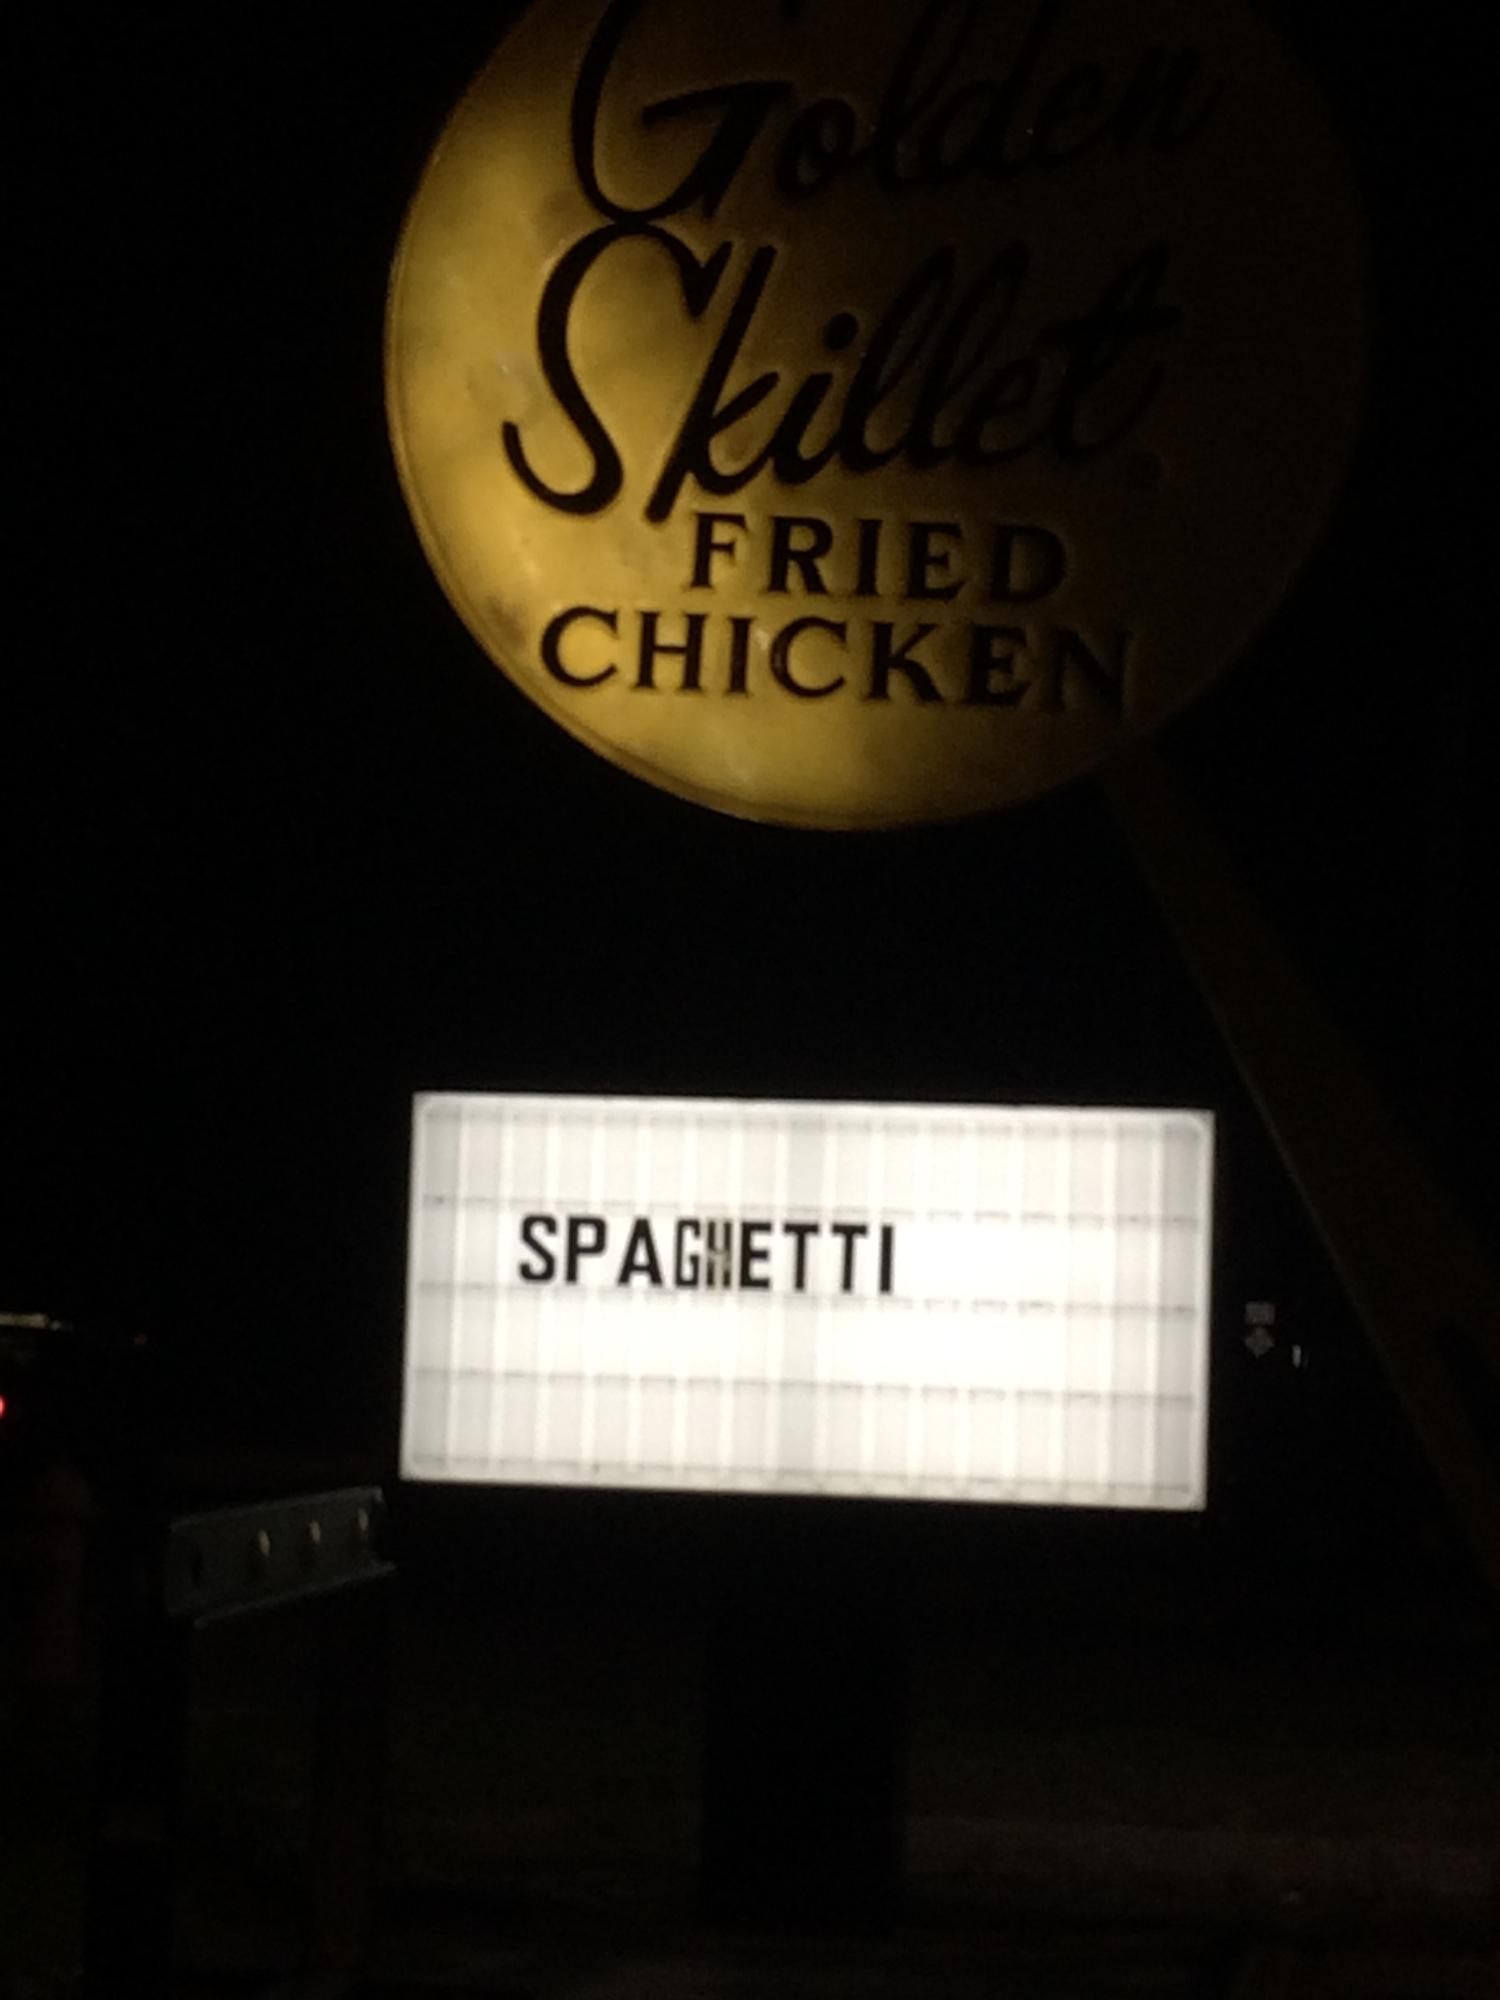 Golden
Skillet
FRIED
CHICKEN
SPAGHETTI